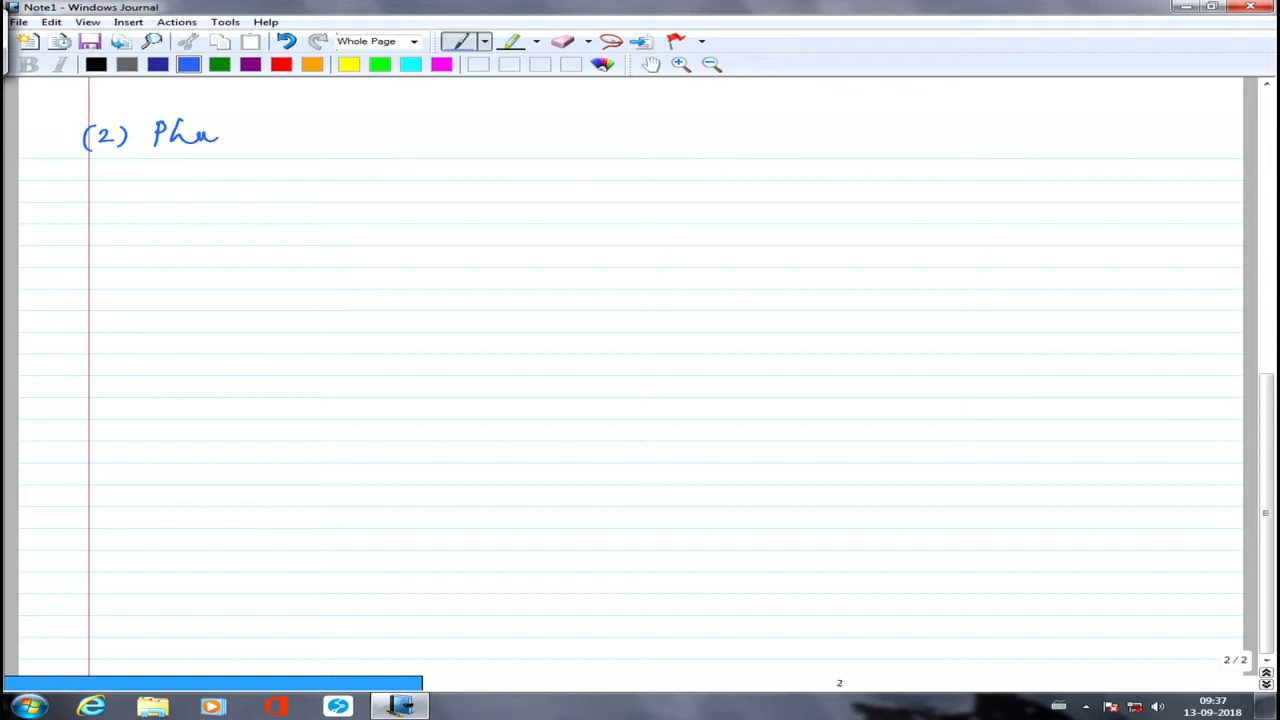 Note1 - Windows Journal
File Edit View Insert Actions Tools Help
Whole Page
B I
(2) Phu
2 / 2
2
09:37
13-09-2018